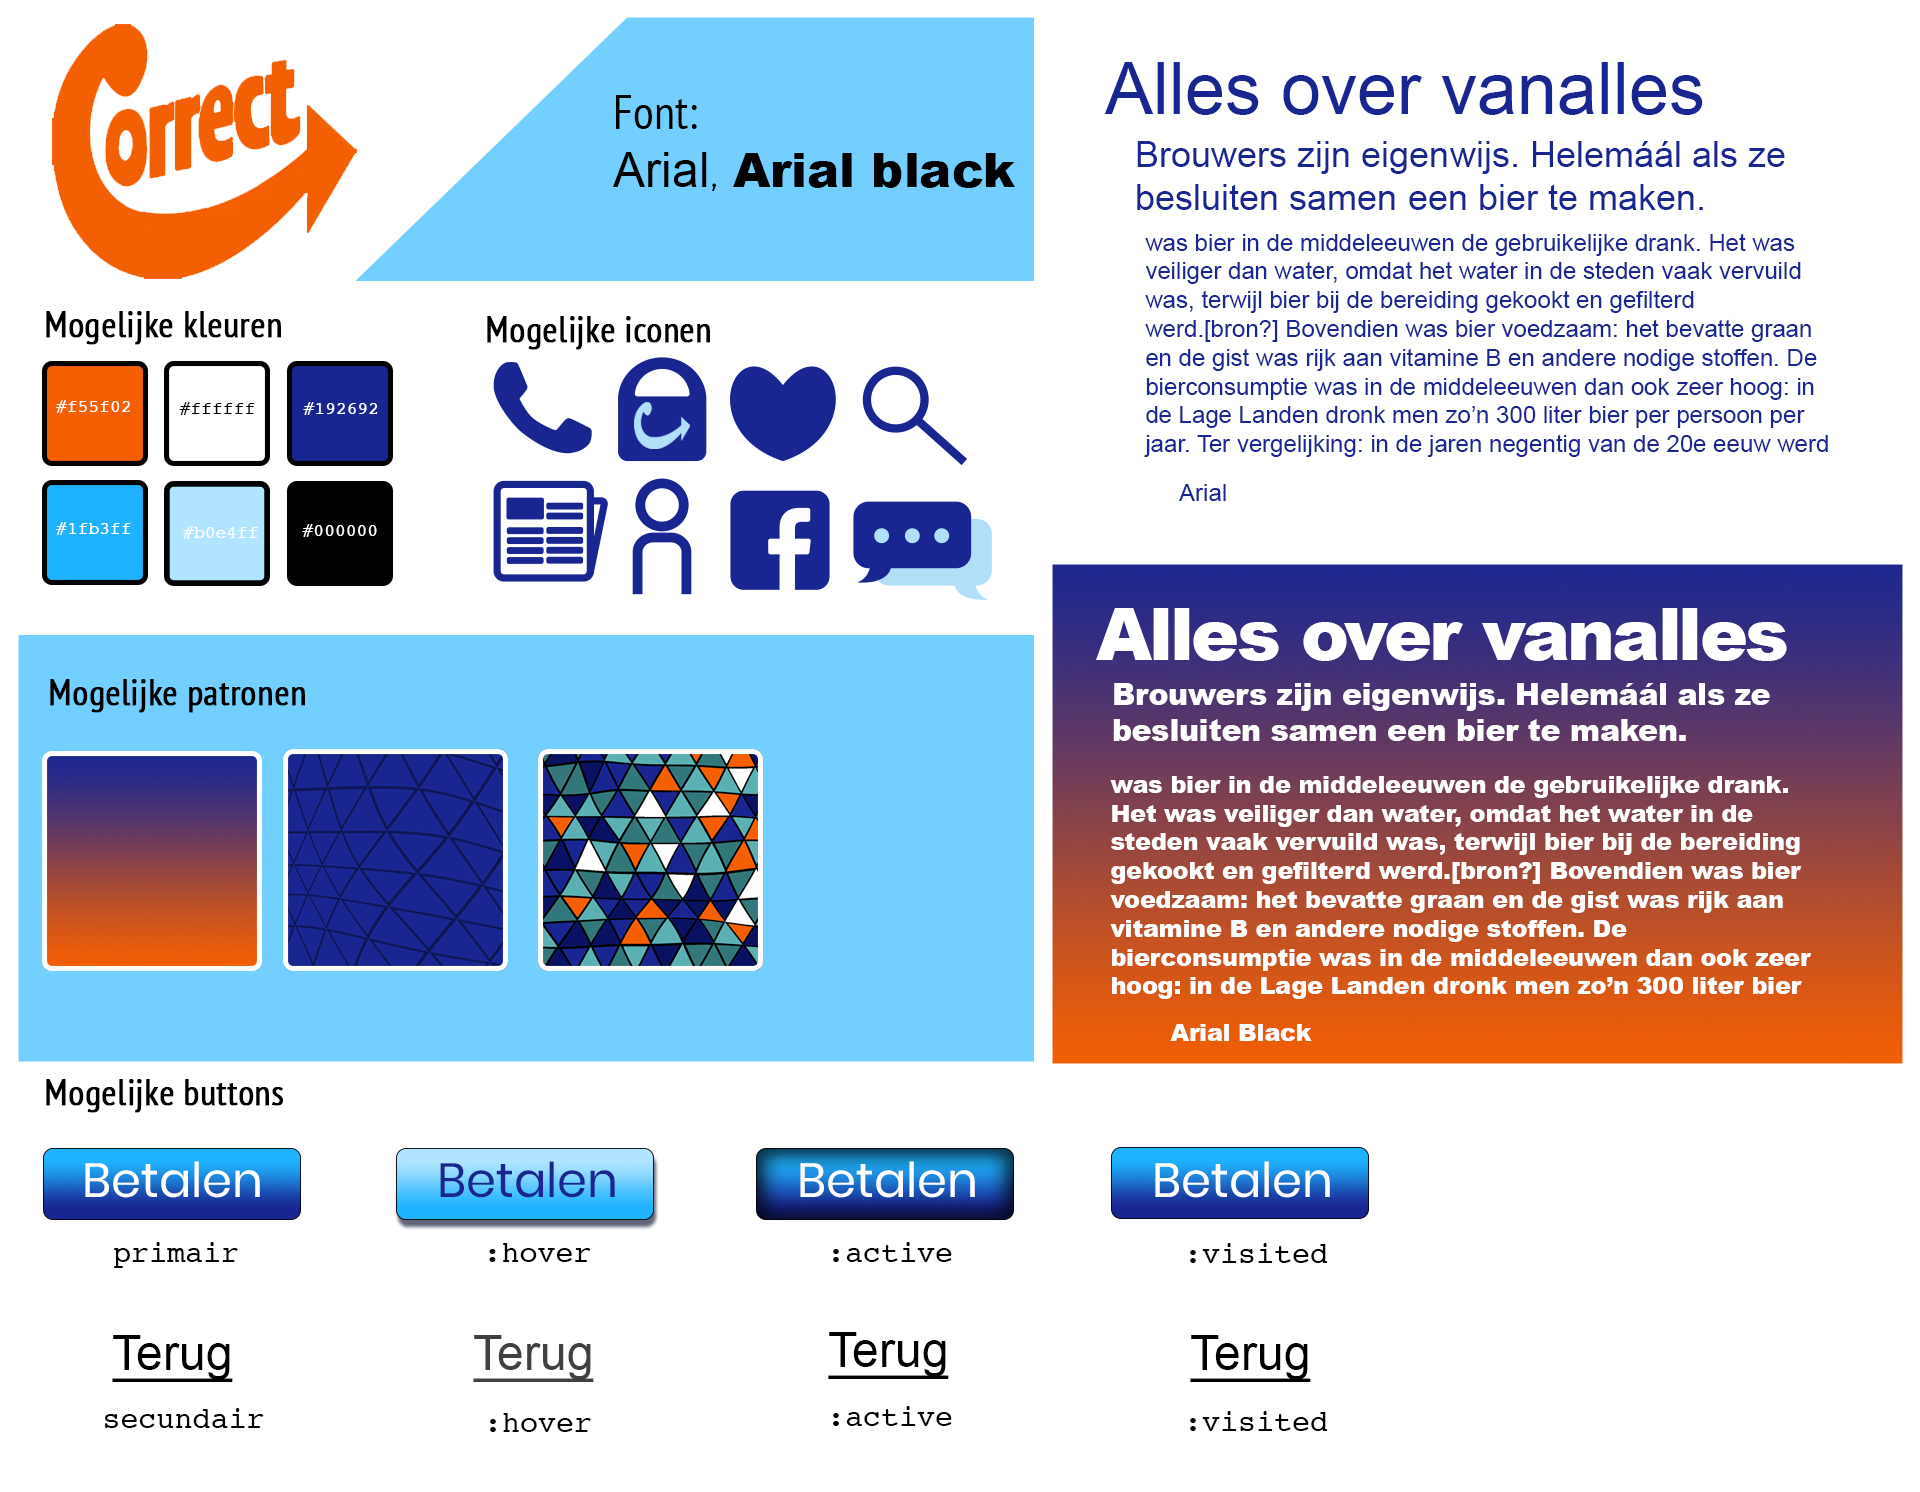 Correct
Font:
Arial, Arial black
Mogelijke kleuren
#f55f02
#ffffff
#192692
#1fb3ff
#b0e4ff
#000000
Mogelijke iconen
Mogelijke patronen
Alles over vanalles
Brouwers zijn eigenwijs. Helemáál als ze
besluiten samen een bier te maken.
was bier in de middeleeuwen de gebruikelijke drank. Het was
veiliger dan water, omdat het water in de steden vaak vervuild
was, terwijl bier bij de bereiding gekookt en gefilterd
werd.[bron?] Bovendien was bier voedzaam: het bevatte graan
en de gist was rijk aan vitamine B en andere nodige stoffen. De
bierconsumptie was in de middeleeuwen dan ook zeer hoog: in
de Lage Landen dronk men zo’n 300 liter bier per persoon per
jaar. Ter vergelijking: in de jaren negentig van de 20e eeuw werd
Arial
Alles over vanalles
Brouwers zijn eigenwijs. Helemáál als ze
besluiten samen een bier te maken.
was bier in de middeleeuwen de gebruikelijke drank.
Het was veiliger dan water, omdat het water in de
steden vaak vervuild was, terwijl bier bij de bereiding
gekookt en gefilterd werd.[bron?] Bovendien was bier
voedzaam: het bevatte graan en de gist was rijk aan
vitamine B en andere nodige stoffen. De
bierconsumptie was in de middeleeuwen dan ook zeer
hoog: in de Lage Landen dronk men zo’n 300 liter bier
Arial Black
Mogelijke buttons
Betalen
Betalen
Betalen
Betalen
primair
:hover
:active
:visited
Terug
Terug
Terug
Terug
secundair
:hover
:active
:visited